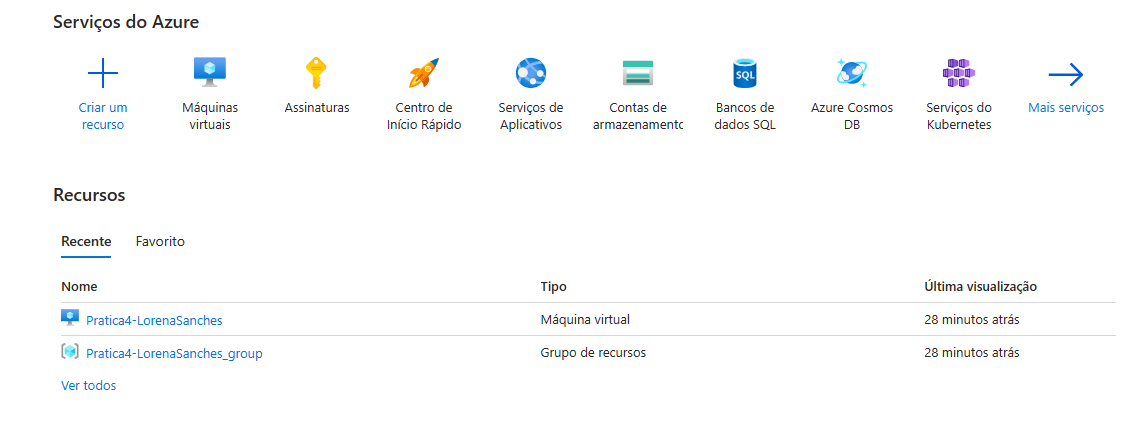 Serviços do Azure
Criar um recurso
Máquinas virtuais
Assinaturas
Centro de Início Rápido
Serviços de Aplicativos
Contas de armazenamento
Bancos de dados SQL
SQL
Azure Cosmos DB
Serviços do Kubernetes
Mais serviços
Recursos
Recente Favorito
Nome Tipo Última visualização
Pratica4-LorenaSanches Máquina virtual 28 minutos atrás
Pratica4-LorenaSanches_group Grupo de recursos 28 minutos atrás
Ver todos